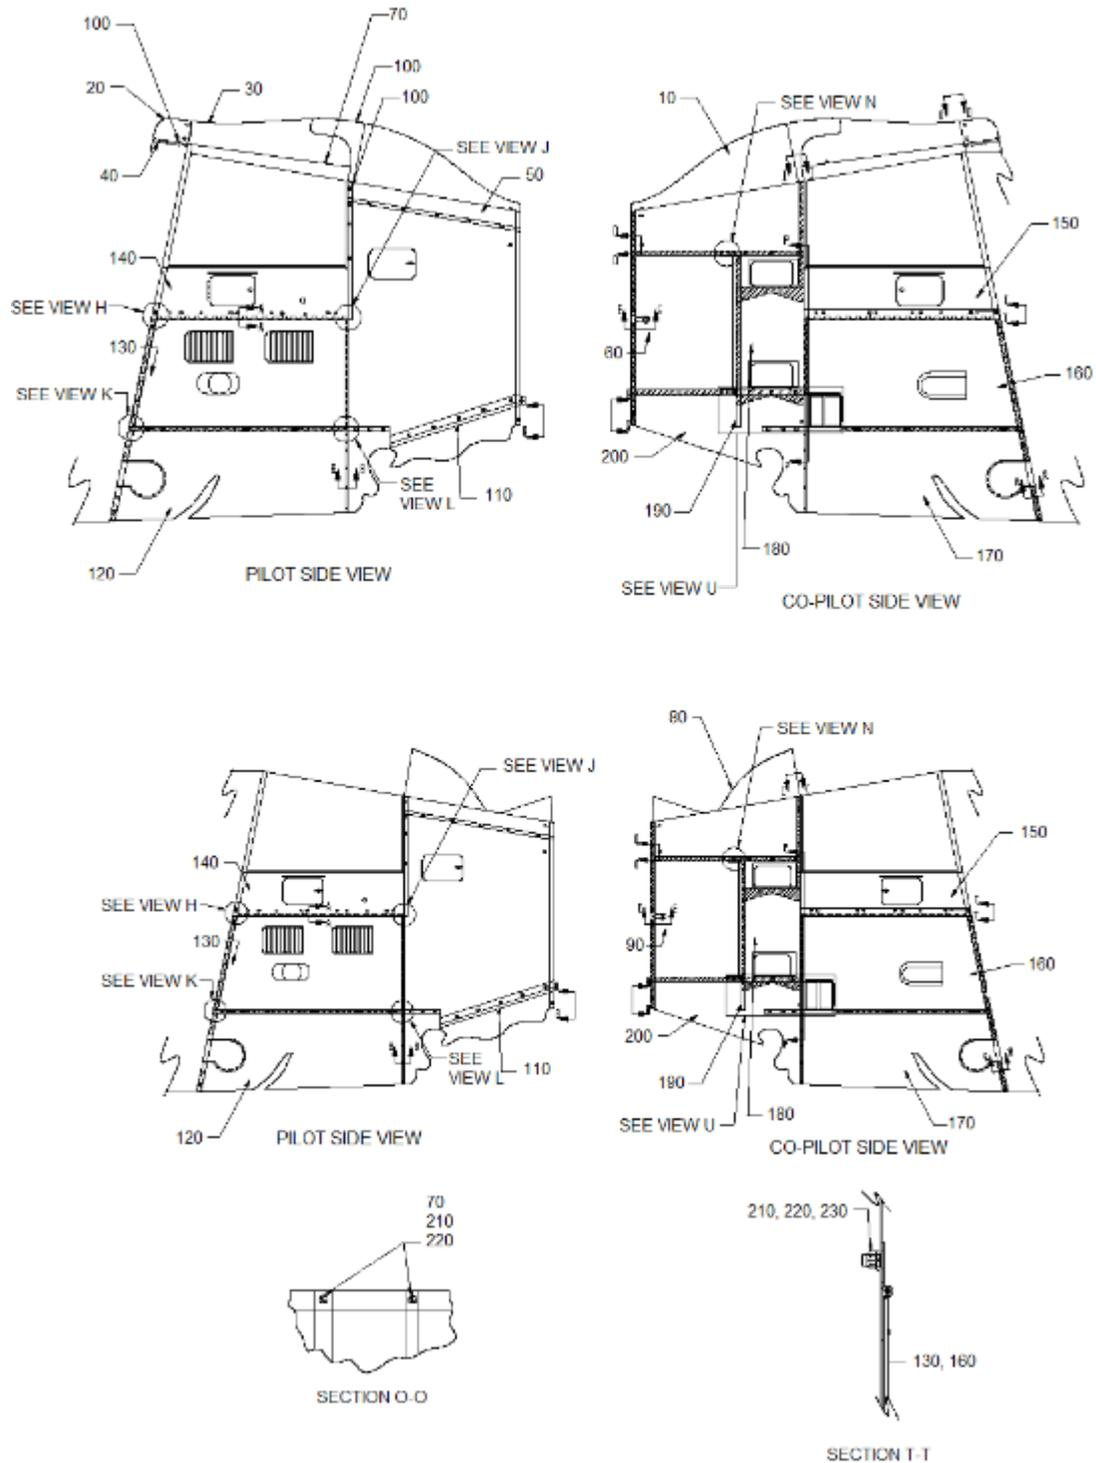 100
70
100
20
30
100
SEE VIEW J
40
50
140
SEE VIEW H
130
SEE VIEW K
SEE
VIEW L
110
120
PILOT SIDE VIEW
10
SEE VIEW N
150
60
160
200
190
180
170
SEE VIEW U
CO-PILOT SIDE VIEW
SEE VIEW J
140
SEE VIEW H
130
SEE VIEW K
SEE
VIEW L
110
120
PILOT SIDE VIEW
80
SEE VIEW N
150
90
160
200
190
180
170
SEE VIEW U
CO-PILOT SIDE VIEW
70
210
220
SECTION O-O
210, 220, 230
130, 160
SECTION T-T